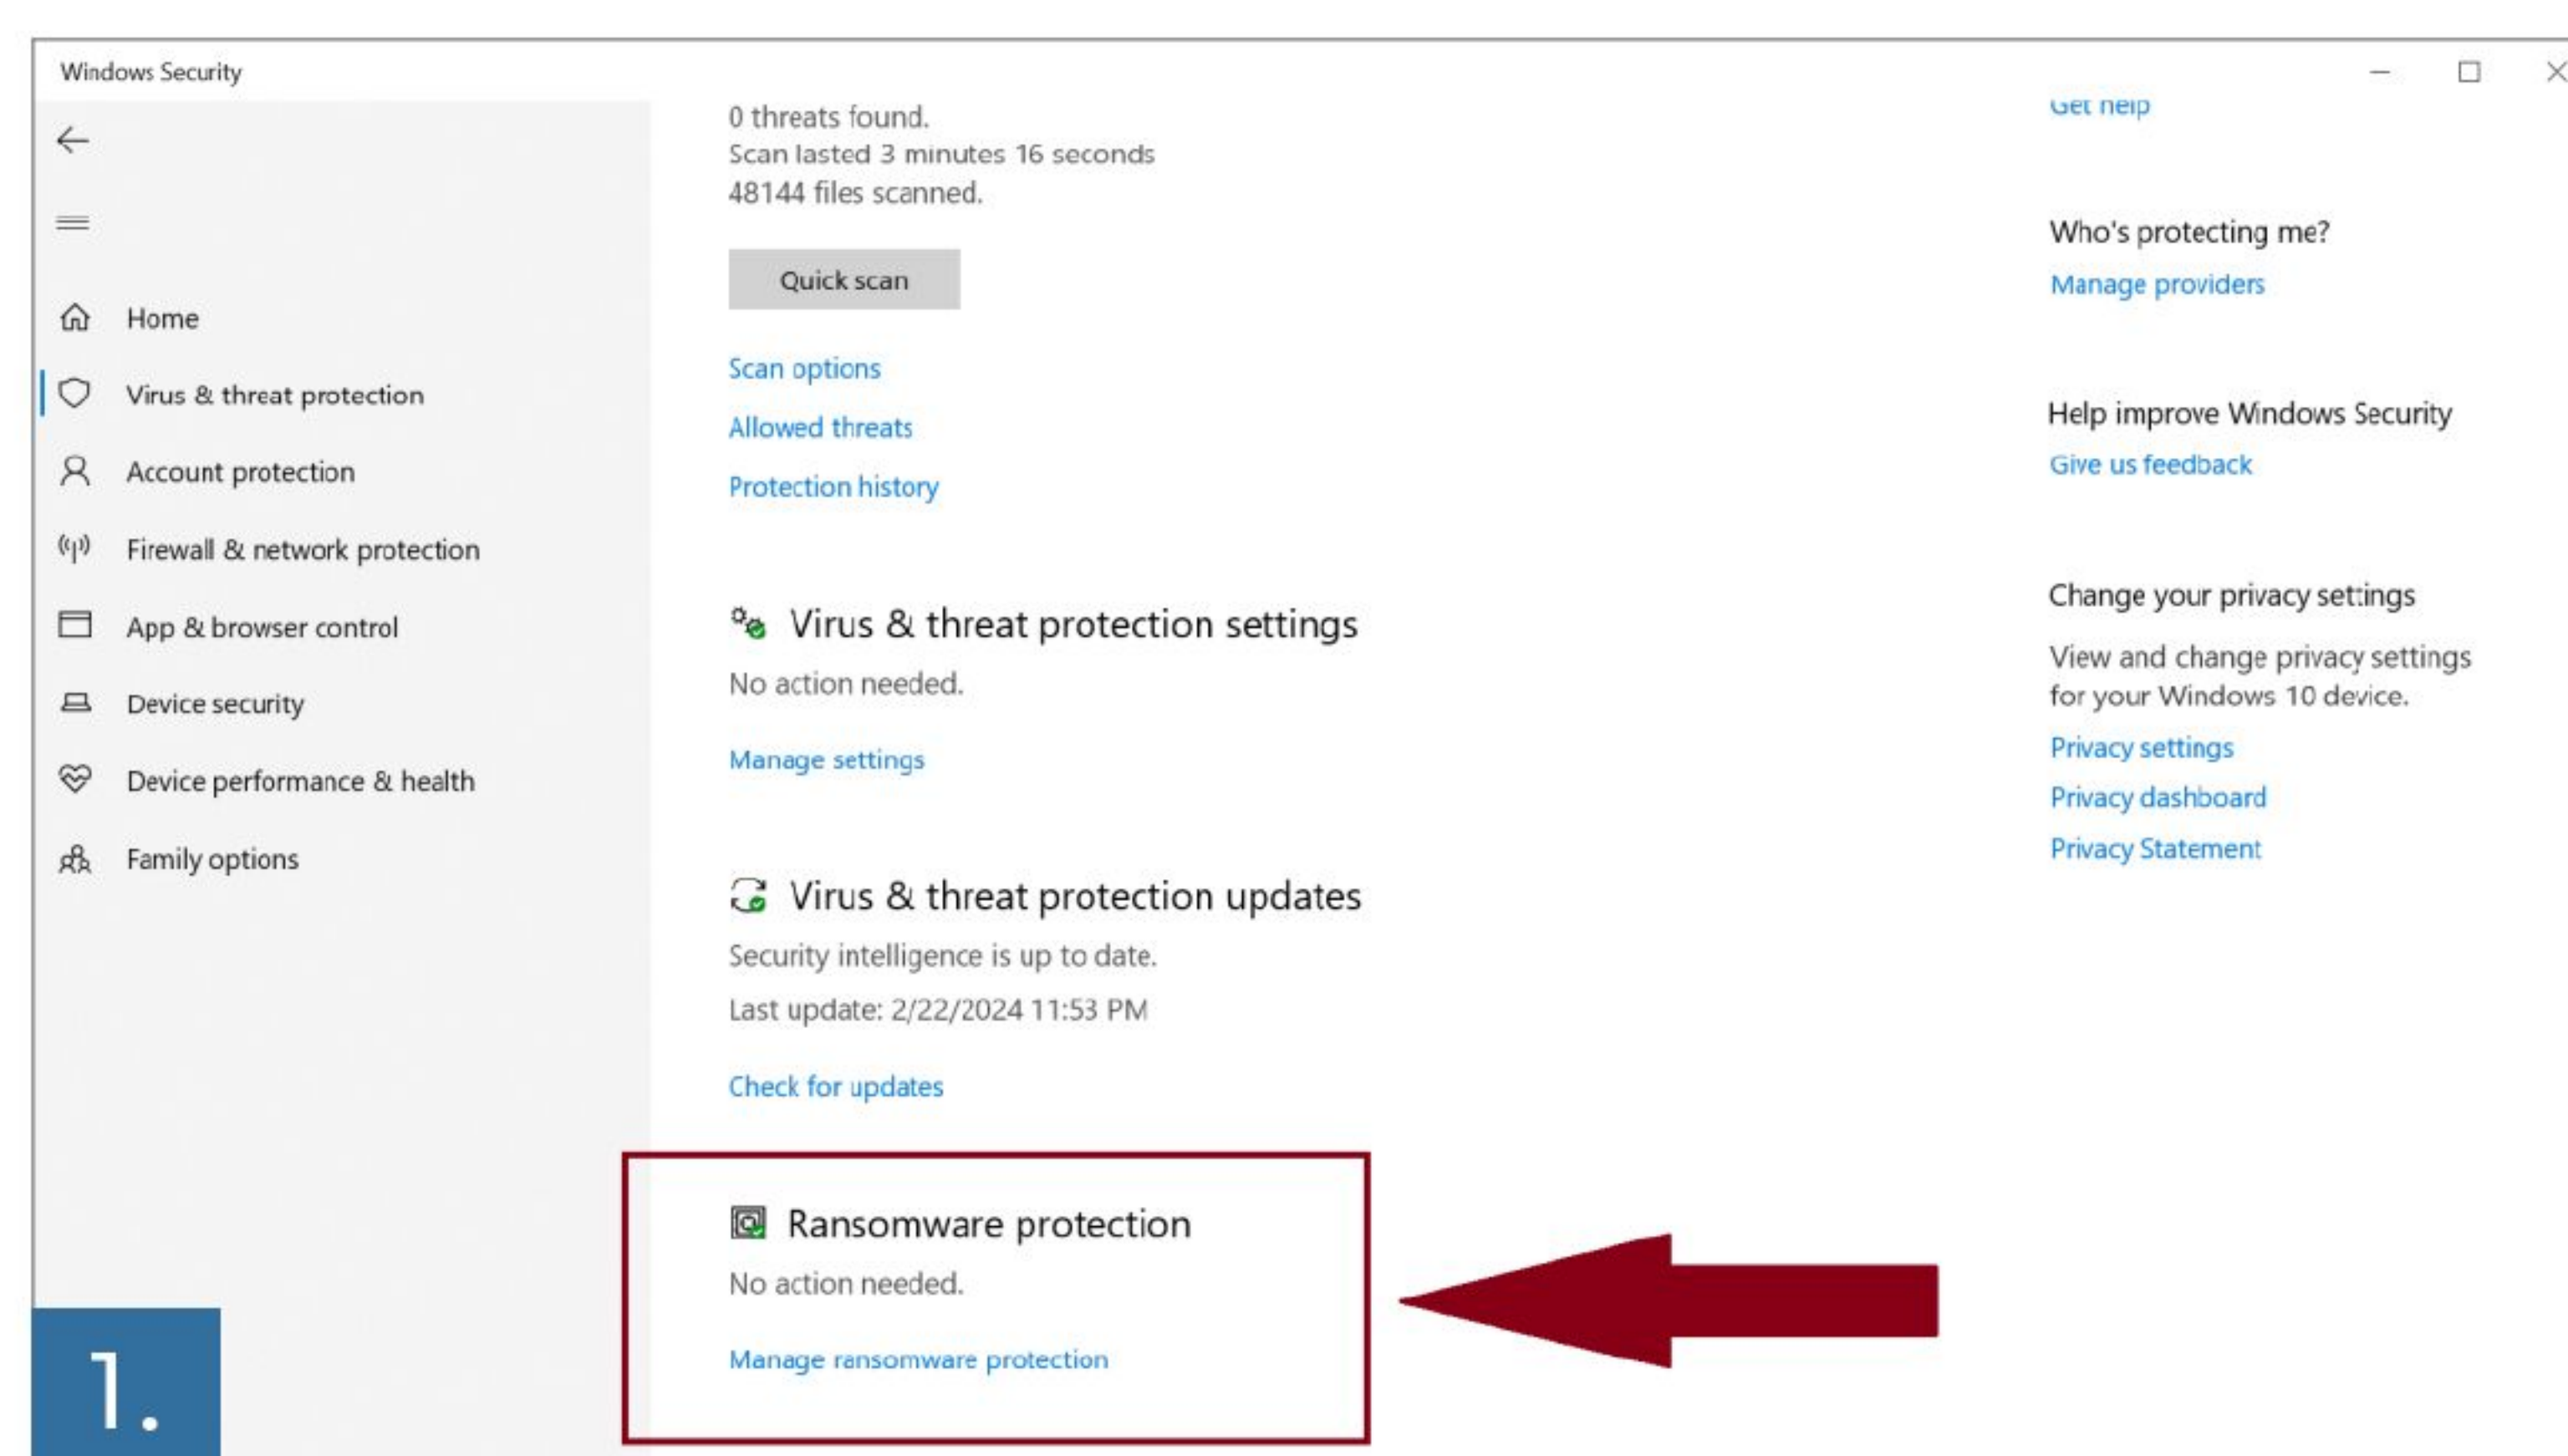 Windows Security
Home
Virus & threat protection
Account protection
Firewall & network protection
App & browser control
Device security
Device performance & health
Family options
0 threats found.
Scan lasted 3 minutes 16 seconds
48144 files scanned.
Quick scan
Scan options
Allowed threats
Protection history
Virus & threat protection settings
No action needed.
Manage settings
Virus & threat protection updates
Security intelligence is up to date.
Last update: 2/22/2024 11:53 PM
Check for updates
Ransomware protection
No action needed.
Manage ransomware protection
Get help
Who's protecting me?
Manage providers
Help improve Windows Security
Give us feedback
Change your privacy settings
View and change privacy settings
for your Windows 10 device.
Privacy settings
Privacy dashboard
Privacy Statement
1.